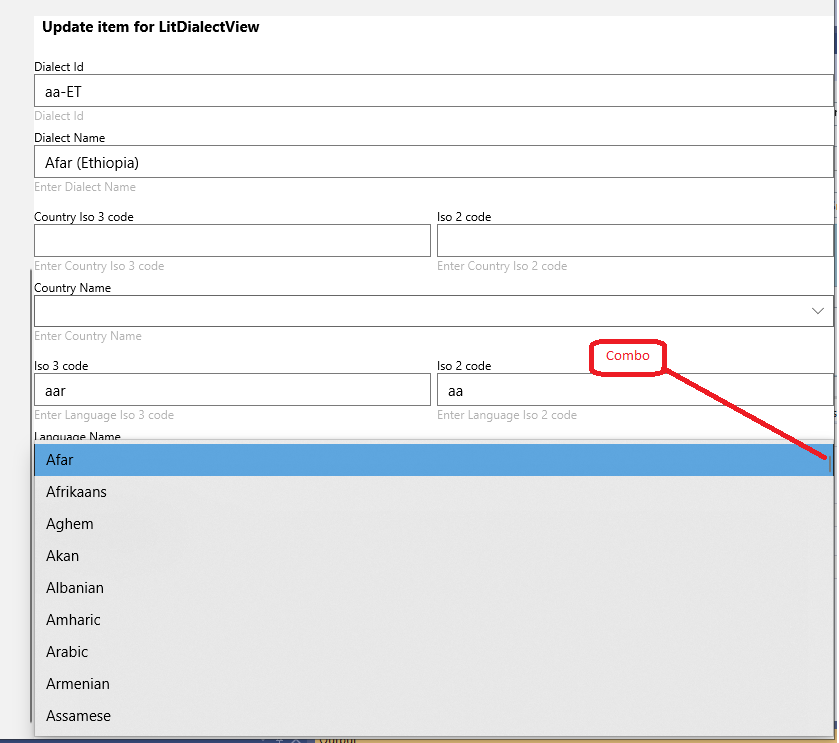 Update item for LitDialectView
Dialect Id
aa-ET
Dialect Id
Dialect Name
Afar (Ethiopia)
Enter Dialect Name
Country Iso 3 code
Iso 2 code
Enter Country Iso 3 code
Enter Country Iso 2 code
Country Name
Enter Country Name
Combo
Iso 3 code
Iso 2 code
aar
aa
Enter Language Iso 3 code
Enter Language Iso 2 code
Language Name
Afar
Afrikaans
Aghem
Akan
Albanian
Amharic
Arabic
Armenian
Assamese